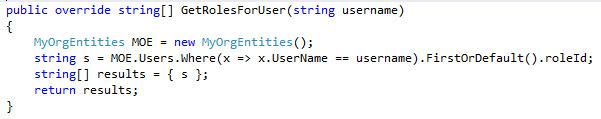 public override string[] GetRolesForUser(string username)
{
    MyOrgEntities MOE = new MyOrgEntities();
    string s = MOE.Users.Where(x => x.UserName == username).FirstOrDefault().roleId;
    string[] results = { s };
    return results;
}